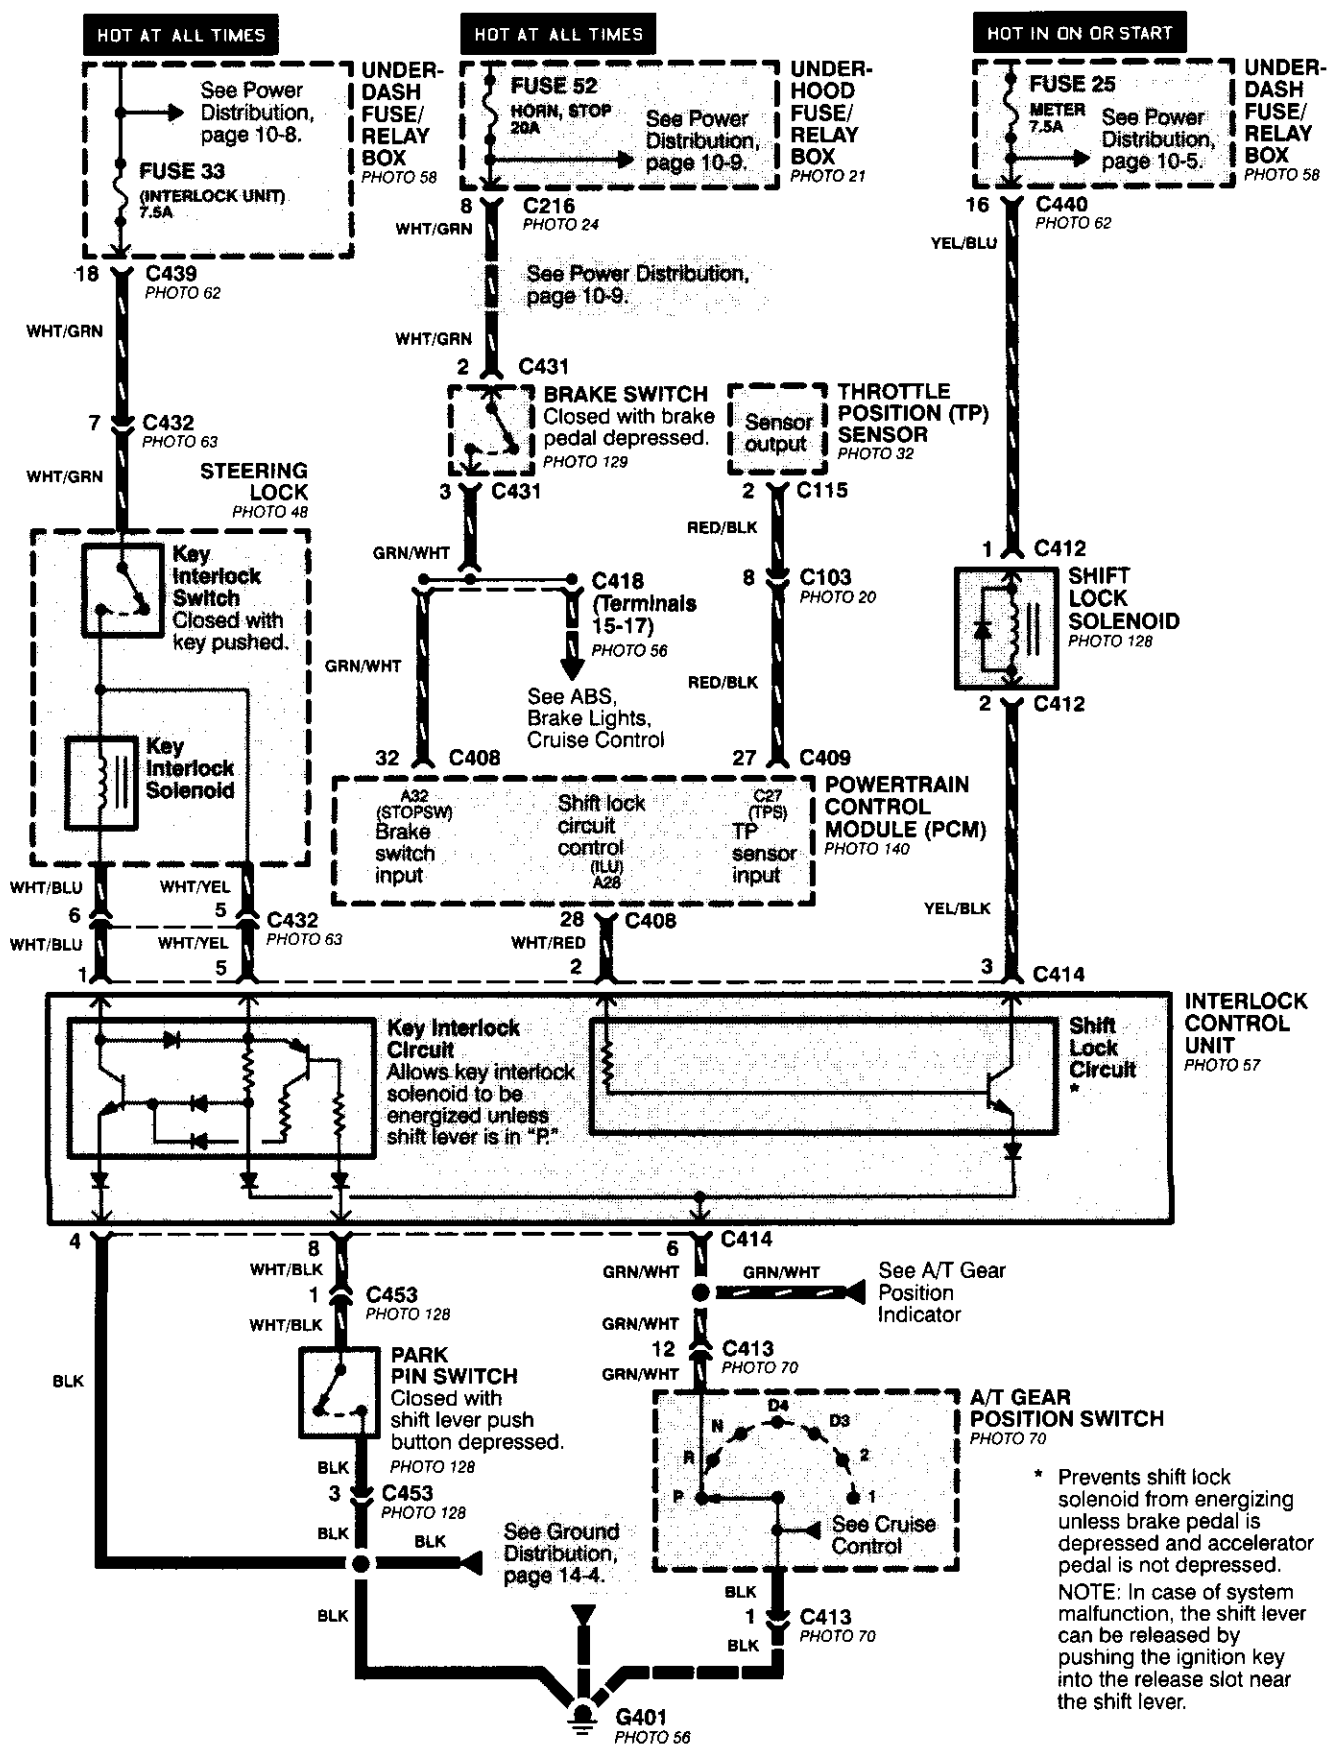 HOT AT ALL TIMES
HOT AT ALL TIMES
HOT IN ON OR START
See Power
Distribution,
page 10-8.
FUSE 33
(INTERLOCK UNIT)
7.5A
UNDER-
DASH
FUSE/
RELAY
BOX
PHOTO 58
FUSE 52
HORN, STOP
20A
See Power
Distribution,
page 10-9.
UNDER-
HOOD
FUSE/
RELAY
BOX
PHOTO 21
FUSE 25
METER
7.5A
See Power
Distribution,
page 10-5.
UNDER-
DASH
FUSE/
RELAY
BOX
PHOTO 58
18
C439
PHOTO 62
8
C216
PHOTO 24
WHT/GRN
16
C440
PHOTO 62
YEL/BLU
See Power Distribution,
page 10-9.
WHT/GRN
WHT/GRN
2
C431
7
C432
PHOTO 63
WHT/GRN
BRAKE SWITCH
Closed with brake
pedal depressed.
PHOTO 129
Sensor
output
THROTTLE
POSITION (TP)
SENSOR
PHOTO 32
STEERING
LOCK
PHOTO 48
3
C431
2
C115
GRN/WHT
RED/BLK
Key
Interlock
Switch
Closed with
key pushed.
C418
(Terminals
15-17)
PHOTO 56
8
C103
PHOTO 20
1
C412
SHIFT
LOCK
SOLENOID
PHOTO 128
GRN/WHT
See ABS,
Brake Lights,
Cruise Control
RED/BLK
2
C412
Key
Interlock
Solenoid
32
C408
27
C409
A32
(STOPSW)
Brake
switch
input
Shift lock
circuit
control
(ILU)
A28
C27
(TPS)
TP
sensor
input
POWERTRAIN
CONTROL
MODULE (PCM)
PHOTO 140
WHT/BLU
WHT/YEL
6
5
C432
PHOTO 63
WHT/BLU
WHT/YEL
28
C408
WHT/RED
YEL/BLK
1
5
2
3
C414
Key Interlock
Circuit
Allows key interlock
solenoid to be
energized unless
shift lever is in "P."
Shift
Lock
Circuit
*
INTERLOCK
CONTROL
UNIT
PHOTO 57
4
8
6
C414
WHT/BLK
GRN/WHT
GRN/WHT
See A/T Gear
Position
Indicator
1
C453
PHOTO 128
WHT/BLK
GRN/WHT
12
C413
PHOTO 70
GRN/WHT
BLK
PARK
PIN SWITCH
Closed with
shift lever push
button depressed.
PHOTO 128
P
R
N
D4
D3
2
1
See Cruise
Control
A/T GEAR
POSITION SWITCH
PHOTO 70
BLK
3
C453
PHOTO 128
BLK
BLK
See Ground
Distribution,
page 14-4.
BLK
BLK
1
C413
PHOTO 70
BLK
G401
PHOTO 56
* Prevents shift lock
solenoid from energizing
unless brake pedal is
depressed and accelerator
pedal is not depressed.
NOTE: In case of system
malfunction, the shift lever
can be released by
pushing the ignition key
into the release slot near
the shift lever.